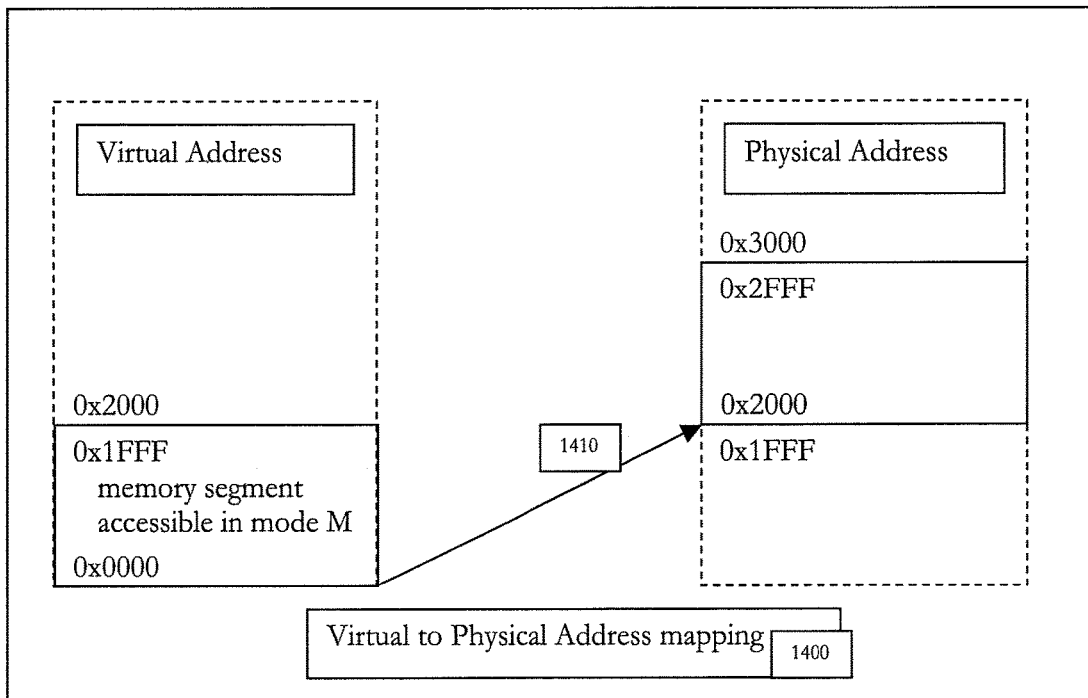 Virtual Address
0x2000
0x1FFF
memory segment
accessible in mode M
0x0000
1410
Physical Address
0x3000
0x2FFF
0x2000
0x1FFF
Virtual to Physical Address mapping
1400